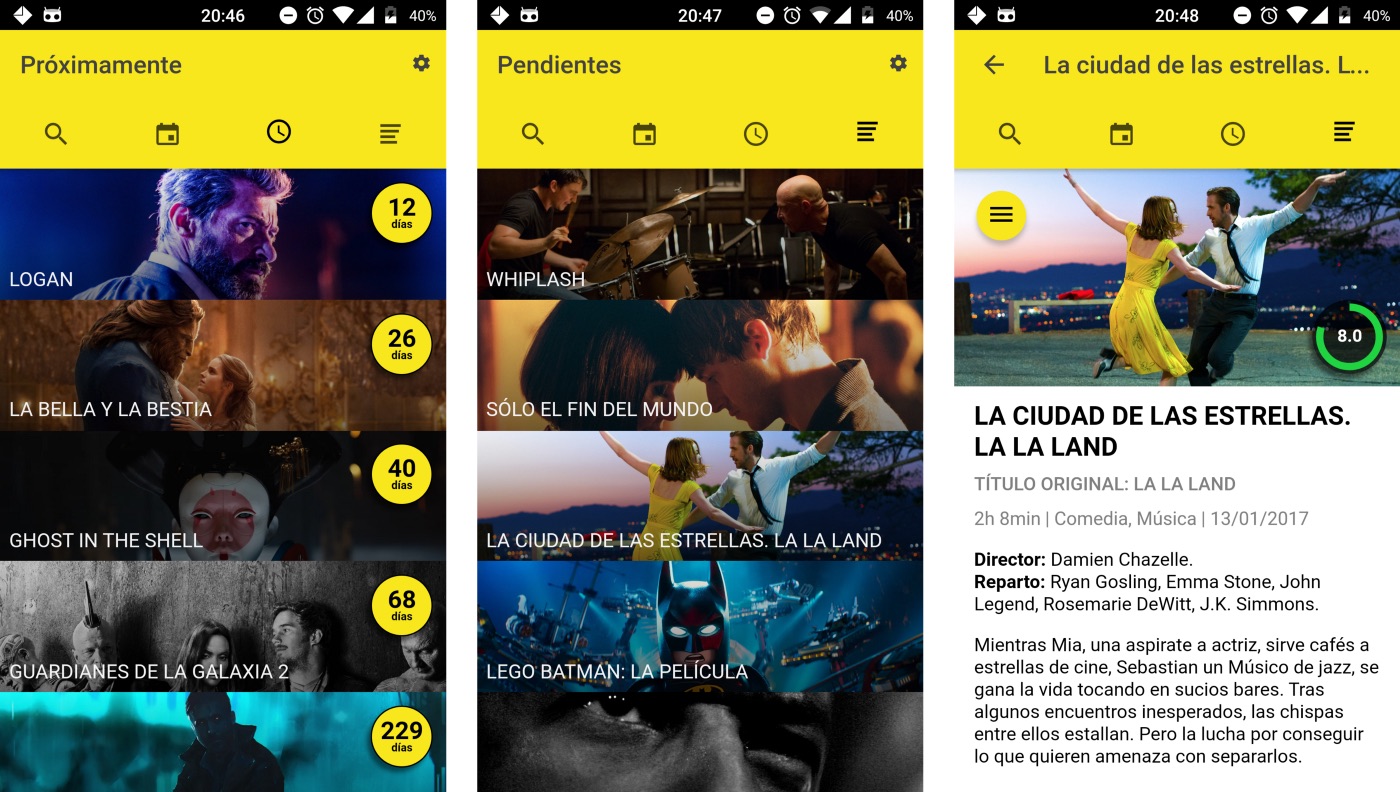 20:46
40%
Próximamente
12
días
LOGAN
26
días
LA BELLA Y LA BESTIA
40
días
GHOST IN THE SHELL
68
días
GUARDIANES DE LA GALAXIA 2
229
días
20:47
40%
Pendientes
WHIPLASH
SÓLO EL FIN DEL MUNDO
LA CIUDAD DE LAS ESTRELLAS. LA LA LAND
LEGO BATMAN: LA PELÍCULA
20:48
40%
La ciudad de las estrellas. L...
8.0
LA CIUDAD DE LAS ESTRELLAS.
LA LA LAND
TÍTULO ORIGINAL: LA LA LAND
2h 8min | Comedia, Música | 13/01/2017
Director: Damien Chazelle.
Reparto: Ryan Gosling, Emma Stone, John
Legend, Rosemarie DeWitt, J.K. Simmons.
Mientras Mia, una aspirate a actriz, sirve cafés a
estrellas de cine, Sebastian un Músico de jazz, se
gana la vida tocando en sucios bares. Tras
algunos encuentros inesperados, las chispas
entre ellos estallan. Pero la lucha por conseguir
lo que quieren amenaza con separarlos.